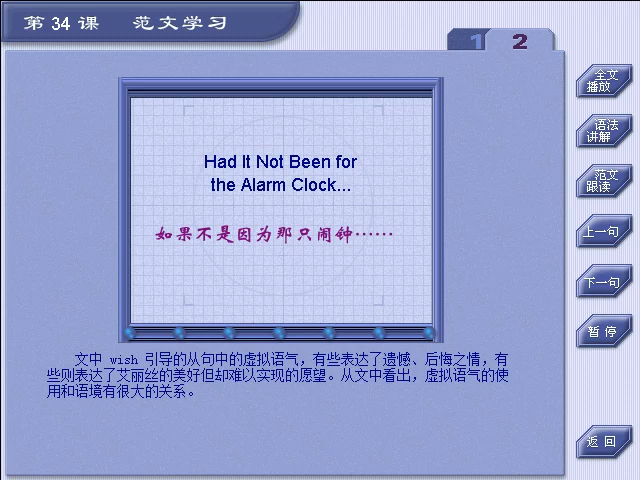 第 34 课 范文学习
1 2
Had It Not Been for
the Alarm Clock...
如果不是因为那只闹钟……
文中 wish 引导的从句中的虚拟语气，有些表达了遗憾、后悔之情，有
些则表达了艾丽丝的美好但却难以实现的愿望。从文中看出，虚拟语气的使
用和语境有很大的关系。
全文
播放
语法
讲解
范文
跟读
上一句
下一句
暂 停
返 回